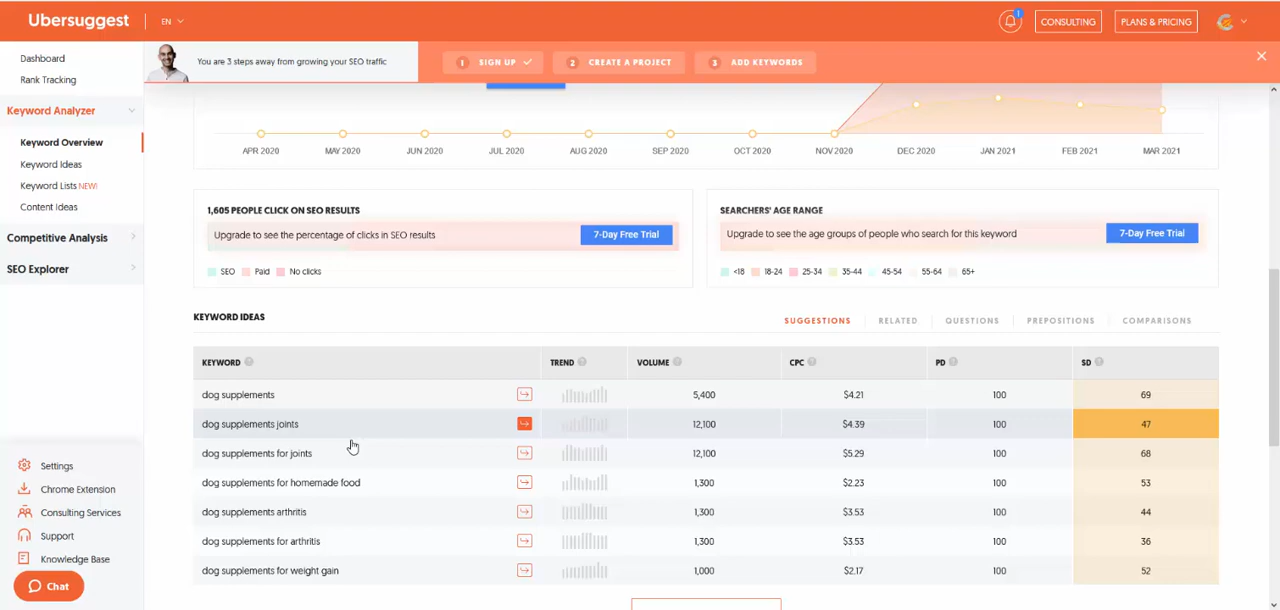 Ubersuggest
EN
1
CONSULTING
PLANS & PRICING
Dashboard
Rank Tracking
Keyword Analyzer
Keyword Overview
Keyword Ideas
Keyword Lists NEW!
Content Ideas
Competitive Analysis
SEO Explorer
Settings
Chrome Extension
Consulting Services
Support
Knowledge Base
Chat
You are 3 steps away from growing your SEO traffic
1 SIGN UP
2 CREATE A PROJECT
3 ADD KEYWORDS
APR 2020 MAY 2020 JUN 2020 JUL 2020 AUG 2020 SEP 2020 OCT 2020 NOV 2020 DEC 2020 JAN 2021 FEB 2021 MAR 2021
1,605 PEOPLE CLICK ON SEO RESULTS
Upgrade to see the percentage of clicks in SEO results
7-Day Free Trial
SEO Paid No clicks
SEARCHERS' AGE RANGE
Upgrade to see the age groups of people who search for this keyword
7-Day Free Trial
<18 18-24 25-34 35-44 45-54 55-64 65+
KEYWORD IDEAS
SUGGESTIONS RELATED QUESTIONS PREPOSITIONS COMPARISONS
KEYWORD ? TREND ? VOLUME ? CPC ? PD ? SD ?
dog supplements 5,400 $4.21 100 69
dog supplements joints 12,100 $4.39 100 47
dog supplements for joints 12,100 $5.29 100 68
dog supplements for homemade food 1,300 $2.23 100 53
dog supplements arthritis 1,300 $3.53 100 44
dog supplements for arthritis 1,300 $3.53 100 36
dog supplements for weight gain 1,000 $2.17 100 52